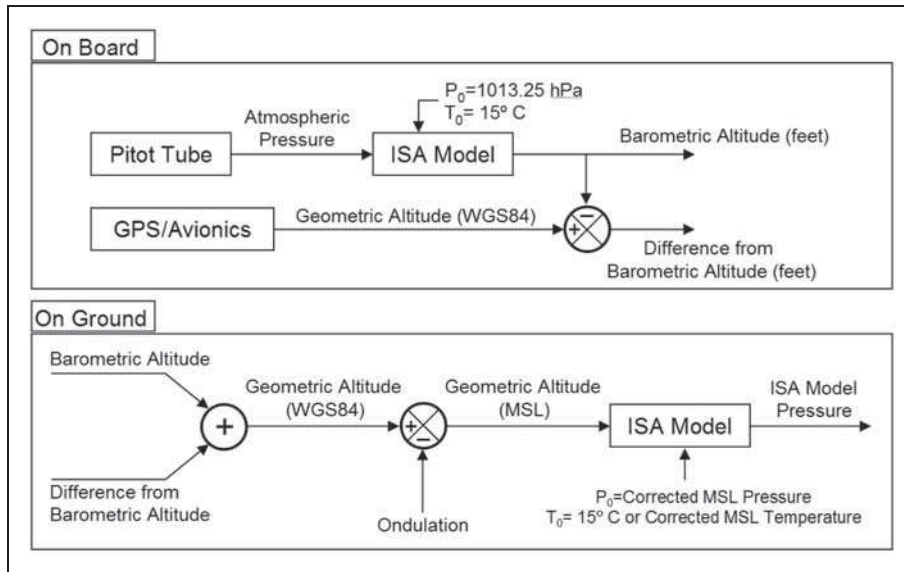 On Board
P₀=1013.25 hPa
T₀= 15º C
Atmospheric
Pressure
Pitot Tube
ISA Model
Barometric Altitude (feet)
GPS/Avionics
Geometric Altitude (WGS84)
+
−
Difference from
Barometric Altitude (feet)
On Ground
Barometric Altitude
Geometric Altitude
(WGS84)
Geometric Altitude
(MSL)
ISA Model
Pressure
+
+
−
ISA Model
Difference from
Barometric Altitude
Ondulation
P₀=Corrected MSL Pressure
T₀= 15º C or Corrected MSL Temperature